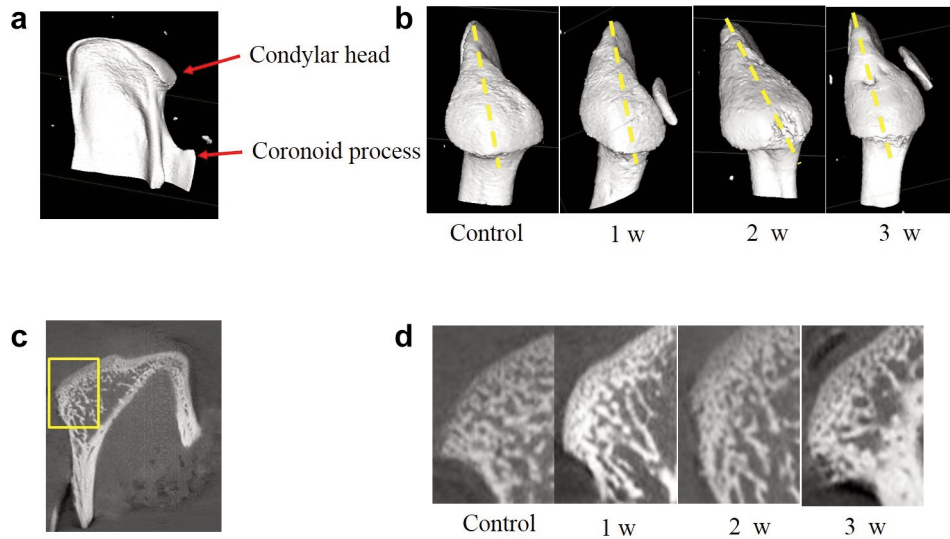 a
Condylar head
Coronoid process
b
Control
1 w
2 w
3 w
c
d
Control
1 w
2 w
3 w